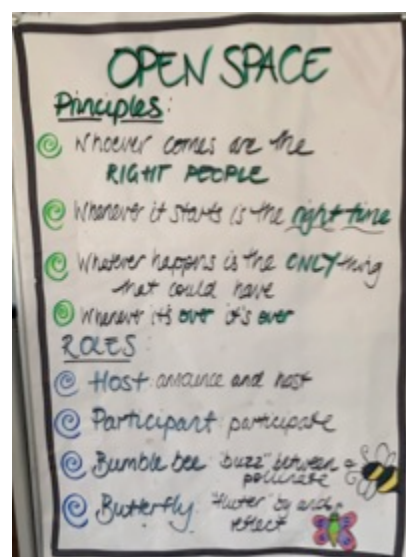 OPEN SPACE
Principles:
Whoever comes are the
RIGHT PEOPLE
Whenever it starts is the right time
Whatever happens is the ONLY thing
that could have
Whenever it's over it's over
ROLES:
Host: announce and host
Participant: participate
Bumble bee "buzz" between +
pollinate
Butterfly: "flutter" by and
reflect